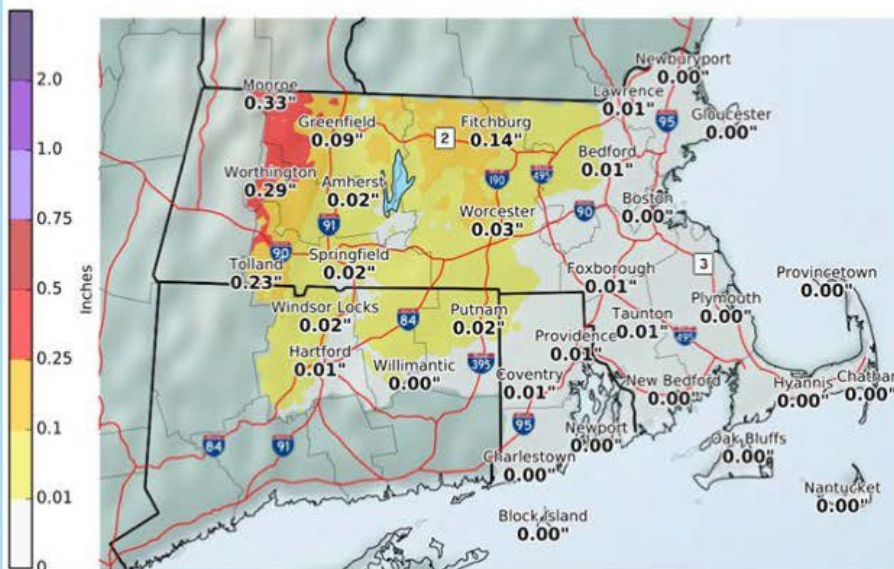 2.0
1.0
0.75
0.5
0.25
0.1
0.01
0
Inches
Newburyport
0.00"
Monroe
0.33"
Lawrence
0.01"
Gloucester
0.00"
Greenfield
0.09"
Fitchburg
0.14"
2
95
Bedford
0.01"
Worthington
0.29"
Amherst
0.02"
190
495
Boston
0.00"
Worcester
0.03"
91
90
90
Tolland
0.23"
Springfield
0.02"
Foxborough
0.01"
3
Provincetown
0.00"
Plymouth
0.00"
Windsor Locks
0.02"
84
Putnam
0.02"
Taunton
0.01"
495
Providence
0.01"
Hartford
0.01"
Willimantic
0.00"
395
Coventry
0.01"
New Bedford
0.00"
Hyannis
0.00"
Chatham
0.00"
84
91
95
Newport
0.00"
Oak Bluffs
0.00"
Charlestown
0.00"
Nantucket
0.00"
Block Island
0.00"